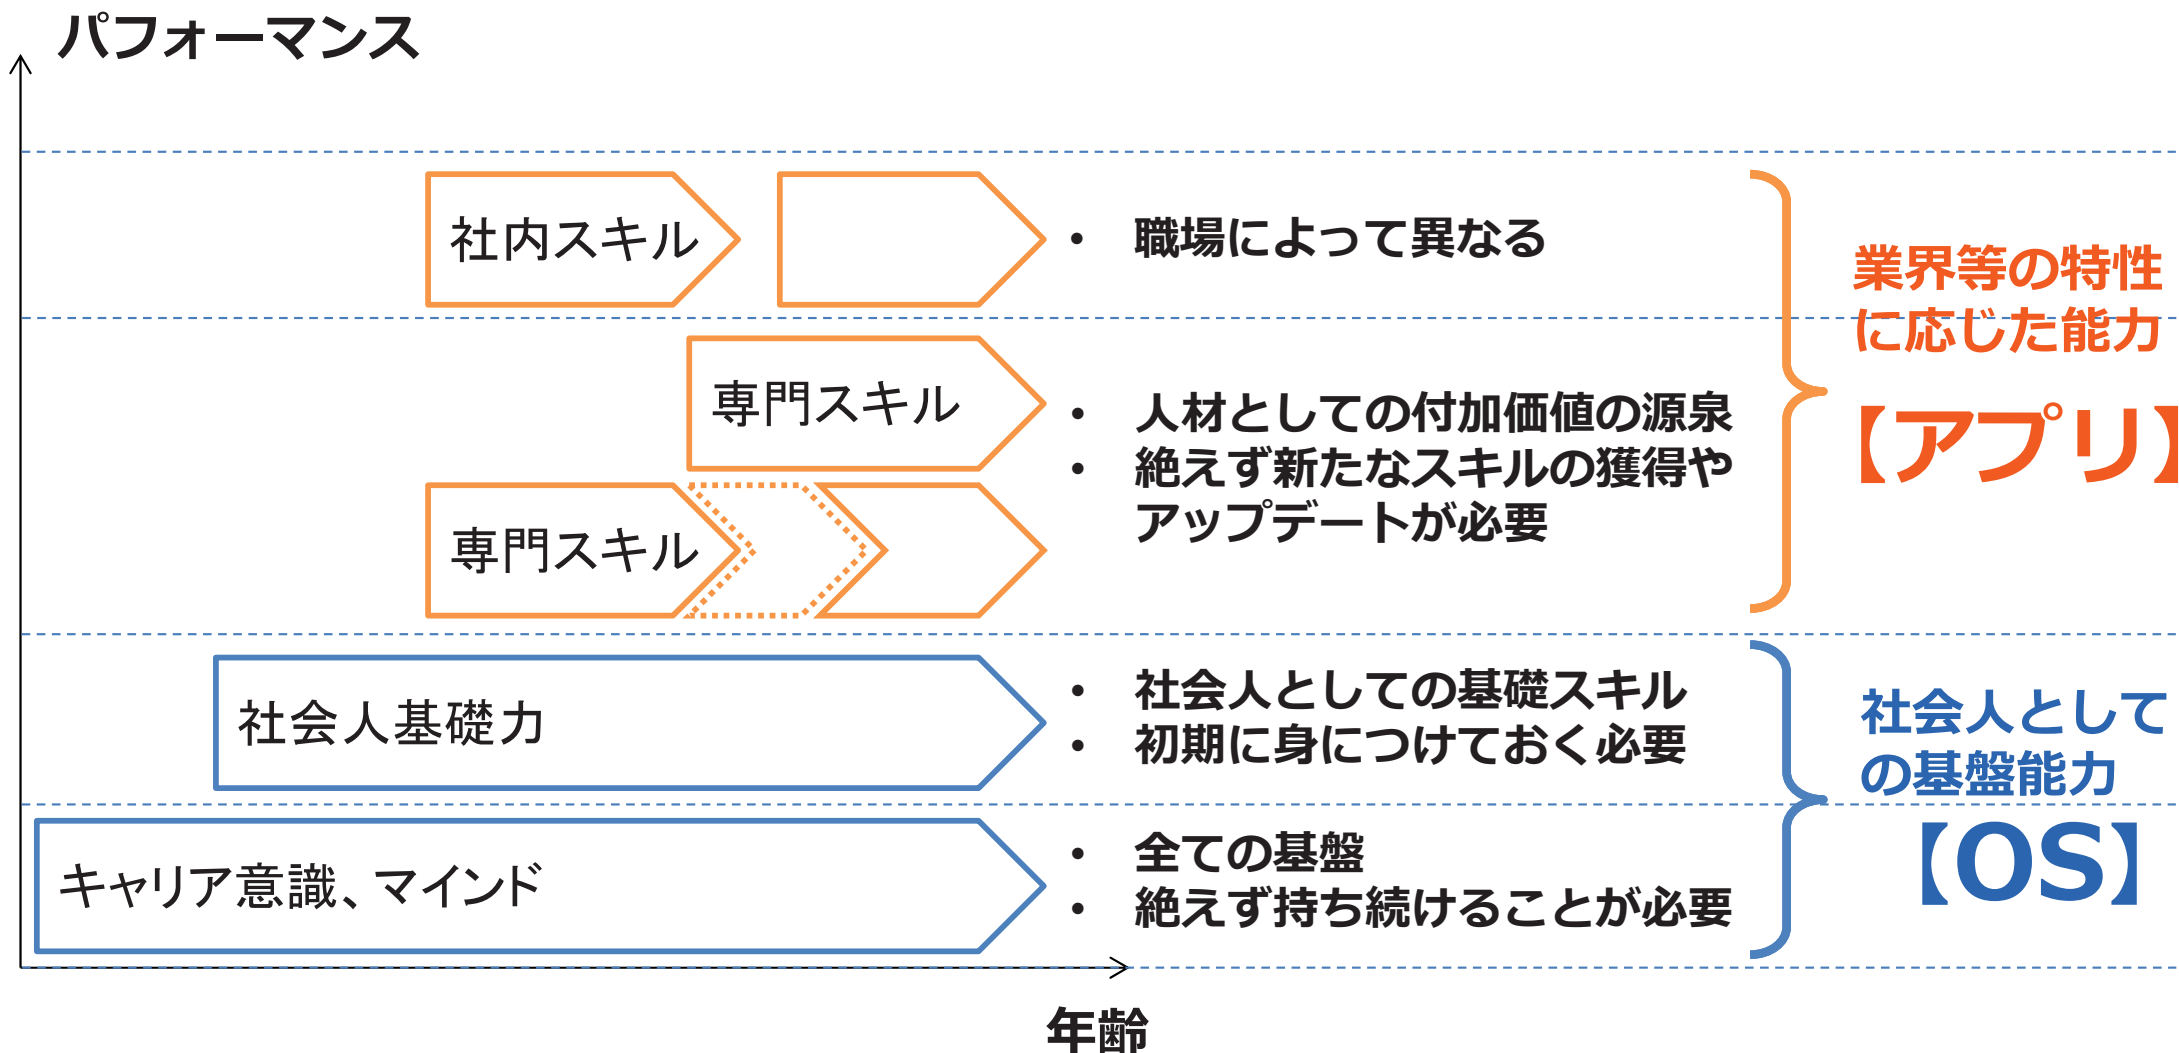 パフォーマンス
社内スキル
• 職場によって異なる
専門スキル
専門スキル
• 人材としての付加価値の源泉
• 絶えず新たなスキルの獲得や
アップデートが必要
業界等の特性
に応じた能力
【アプリ】
社会人基礎力
• 社会人としての基礎スキル
• 初期に身につけておく必要
キャリア意識、マインド
• 全ての基盤
• 絶えず持ち続けることが必要
社会人として
の基盤能力
【OS】
年齢